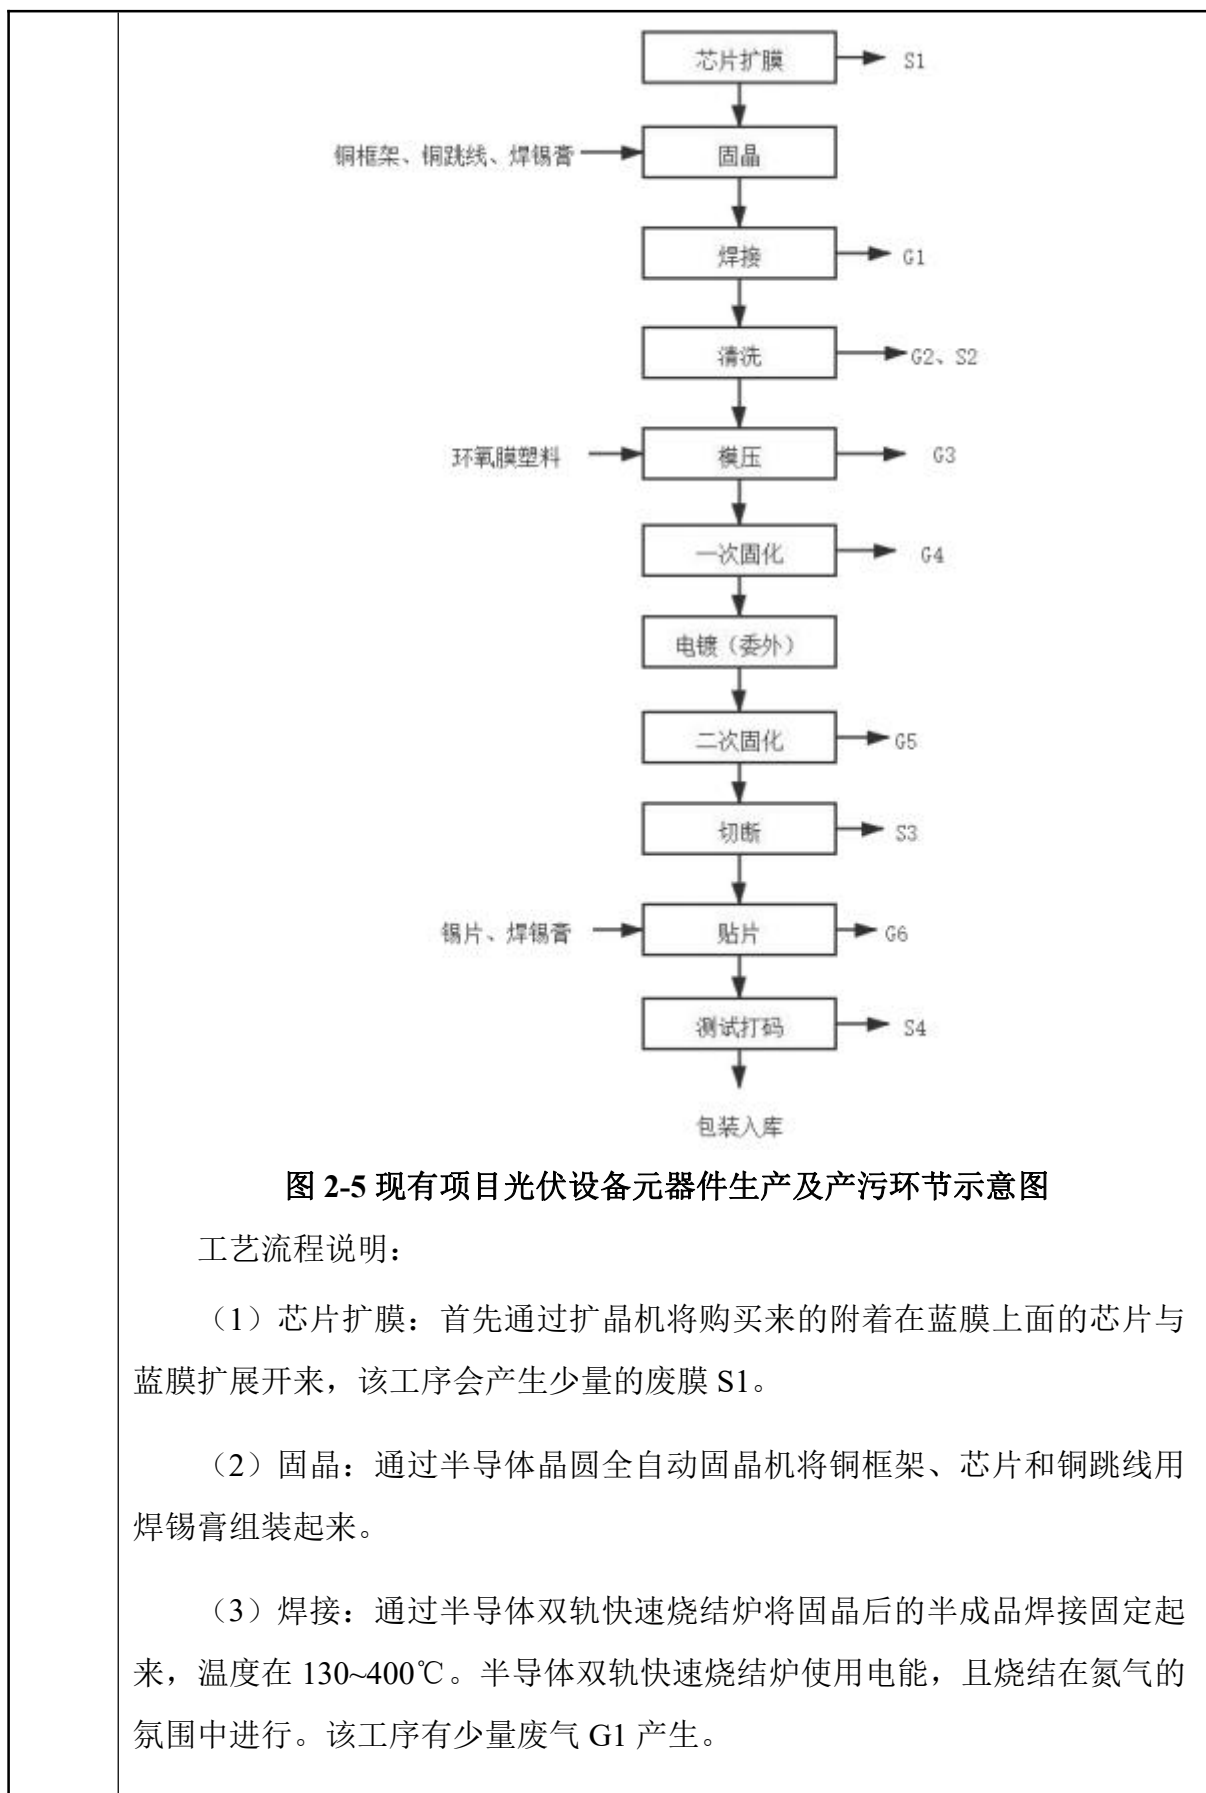 芯片扩膜 S1
铜框架、铜跳线、焊锡膏 固晶
焊接 G1
清洗 G2、S2
环氧膜塑料 模压 G3
一次固化 G4
电镀（委外）
二次固化 G5
切断 S3
锡片、焊锡膏 贴片 G6
测试打码 S4
包装入库
图 2-5 现有项目光伏设备元器件生产及产污环节示意图
工艺流程说明：
（1）芯片扩膜：首先通过扩晶机将购买来的附着在蓝膜上面的芯片与
蓝膜扩展开来，该工序会产生少量的废膜 S1。
（2）固晶：通过半导体晶圆全自动固晶机将铜框架、芯片和铜跳线用
焊锡膏组装起来。
（3）焊接：通过半导体双轨快速烧结炉将固晶后的半成品焊接固定起
来，温度在 130~400℃。半导体双轨快速烧结炉使用电能，且烧结在氮气的
氛围中进行。该工序有少量废气 G1 产生。